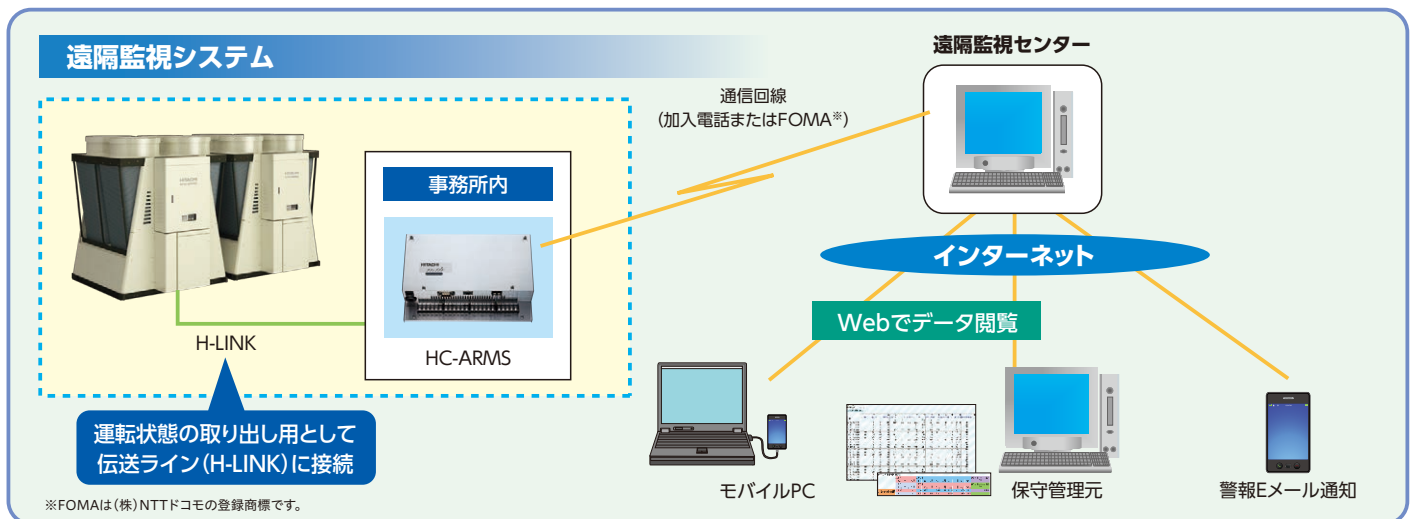 遠隔監視システム
遠隔監視センター
通信回線
(加入電話またはFOMA※)
事務所内
HITACHI
H-LINK
HC-ARMS
運転状態の取り出し用として
伝送ライン(H-LINK)に接続
インターネット
Webでデータ閲覧
モバイルPC
保守管理元
警報Eメール通知
※FOMAは(株)NTTドコモの登録商標です。